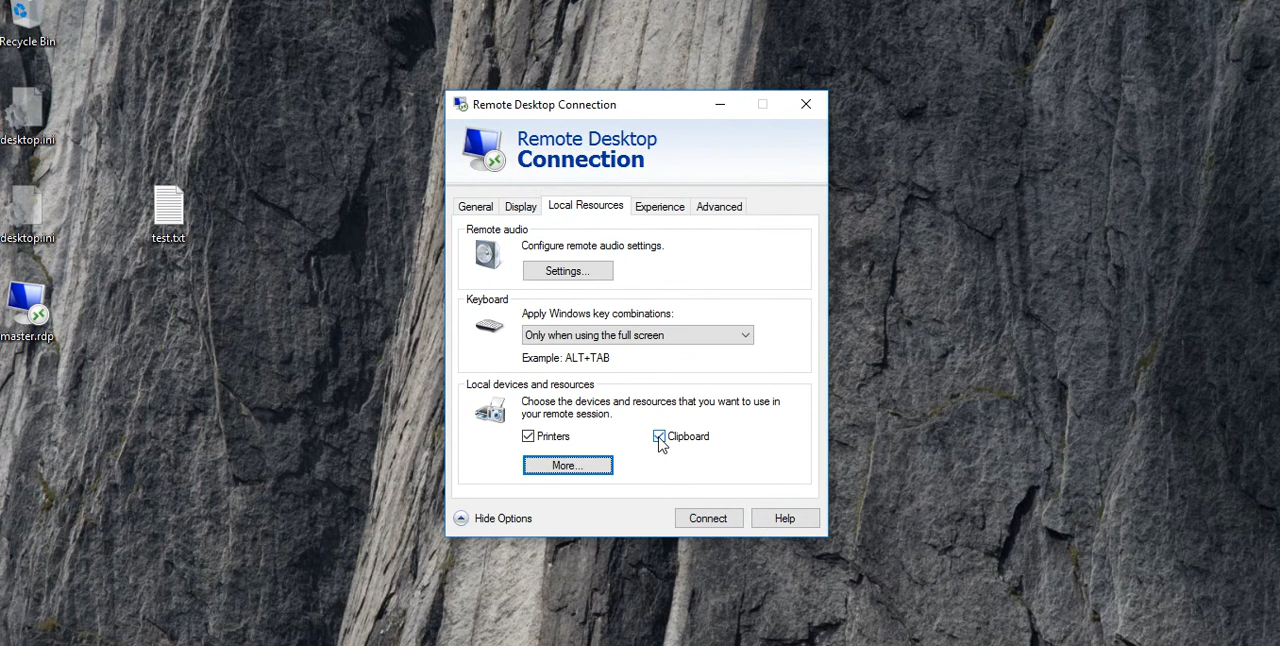 Recycle Bin
desktop.ini
desktop.ini
test.txt
master.rdp
Remote Desktop Connection
Remote Desktop
Connection
General Display Local Resources Experience Advanced
Remote audio
Configure remote audio settings.
Settings...
Keyboard
Apply Windows key combinations:
Only when using the full screen
Example: ALT+TAB
Local devices and resources
Choose the devices and resources that you want to use in
your remote session.
Printers Clipboard
More...
Hide Options Connect Help